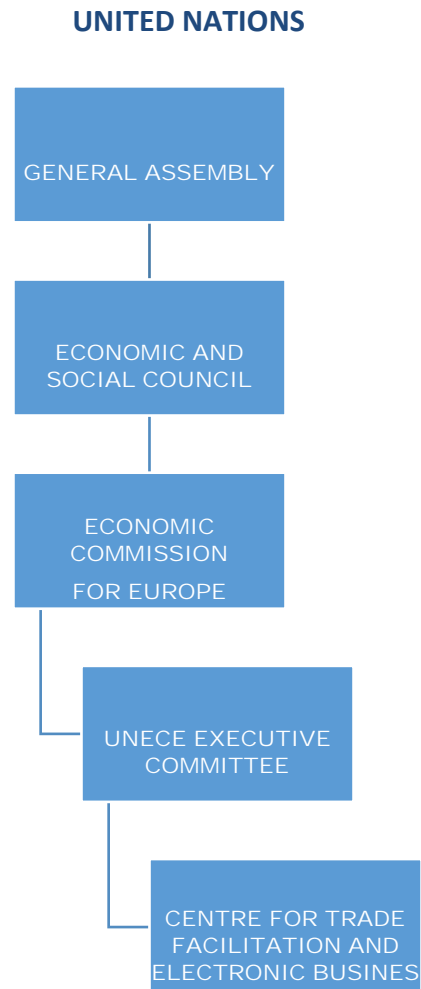 UNITED NATIONS
GENERAL ASSEMBLY
ECONOMIC AND
SOCIAL COUNCIL
ECONOMIC
COMMISSION
FOR EUROPE
UNECE EXECUTIVE
COMMITTEE
CENTRE FOR TRADE
FACILITATION AND
ELECTRONIC BUSINES